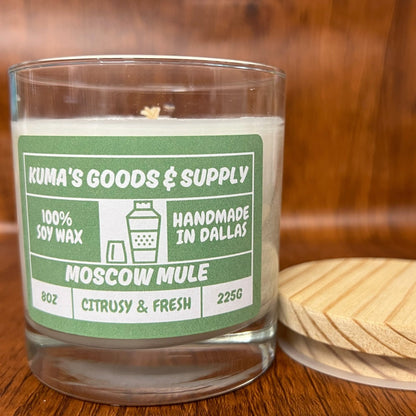 KUMA'S GOODS & SUPPLY
100%
SOY WAX
HANDMADE
IN DALLAS
MOSCOW MULE
8OZ
CITRUSY & FRESH
225G